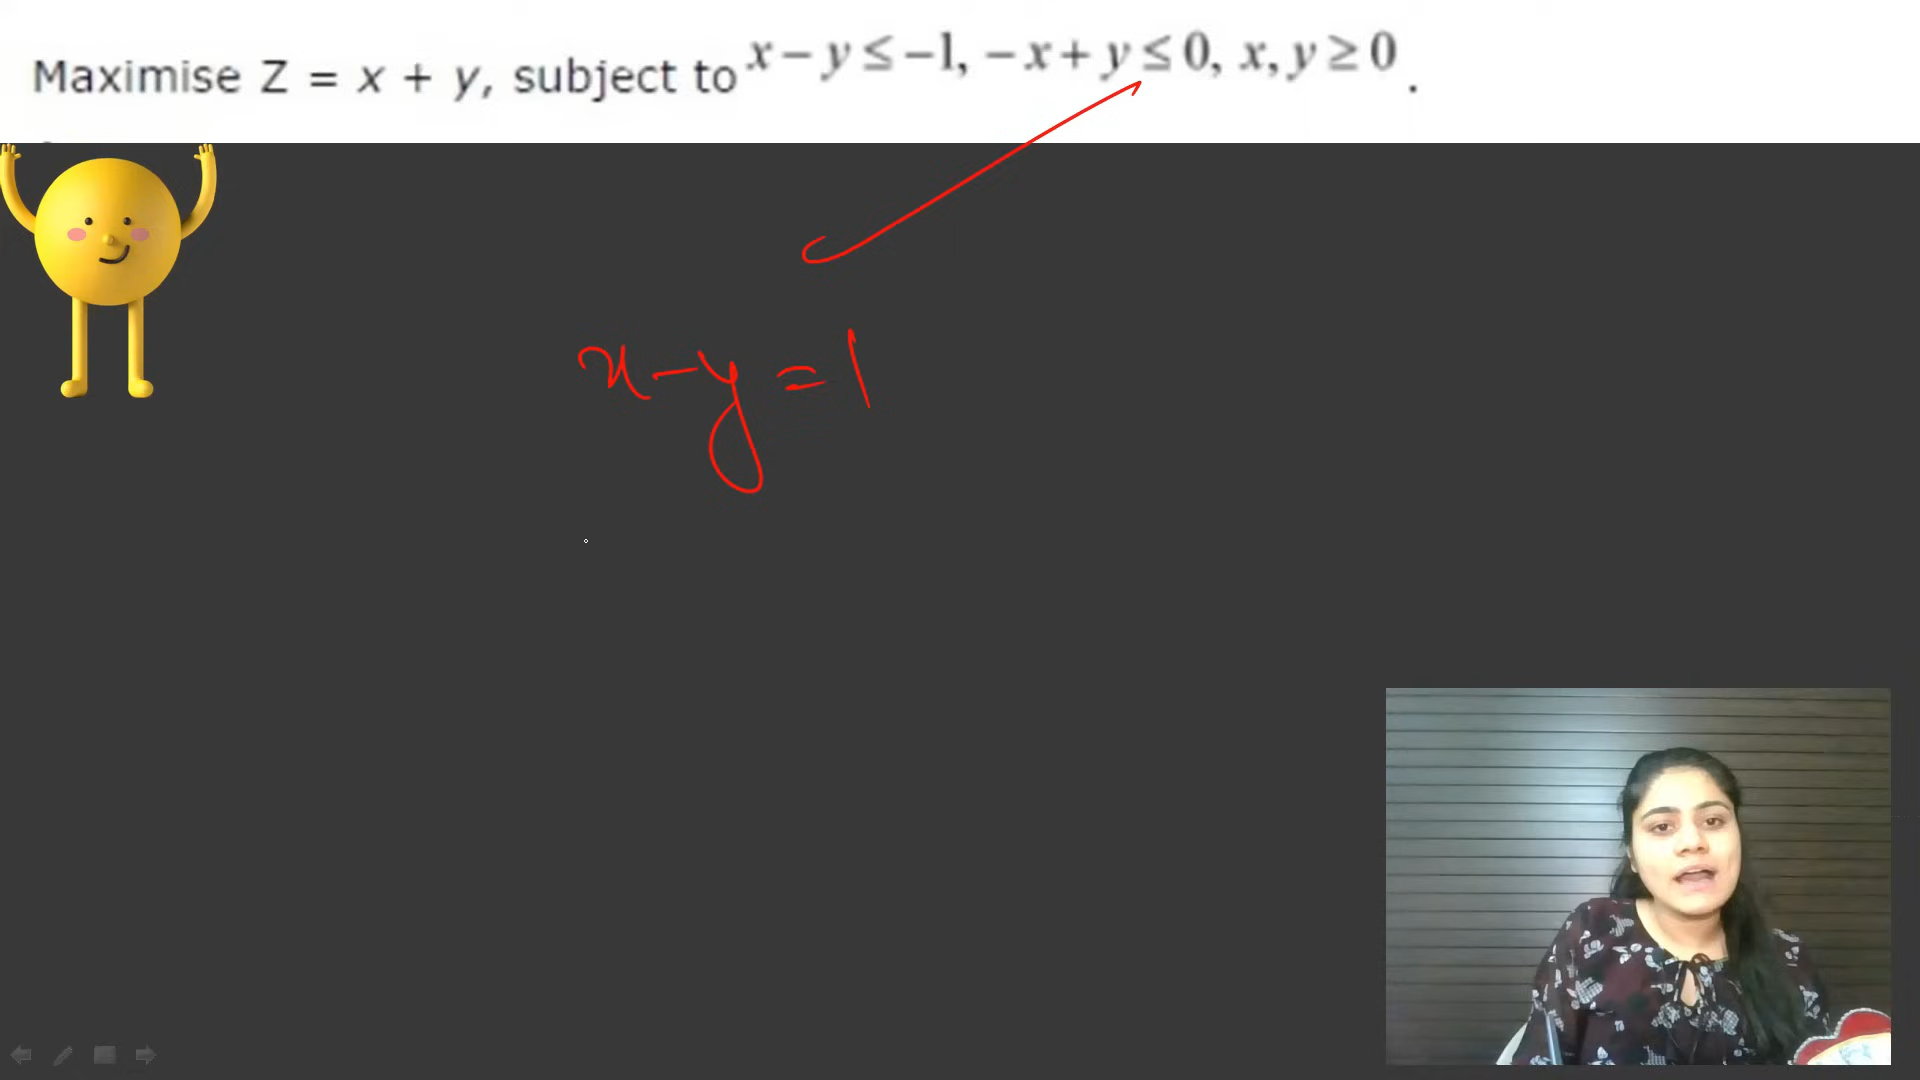 Maximise Z = x + y, subject to x − y ≤ −1, −x + y ≤ 0, x, y ≥ 0.
x − y = 1